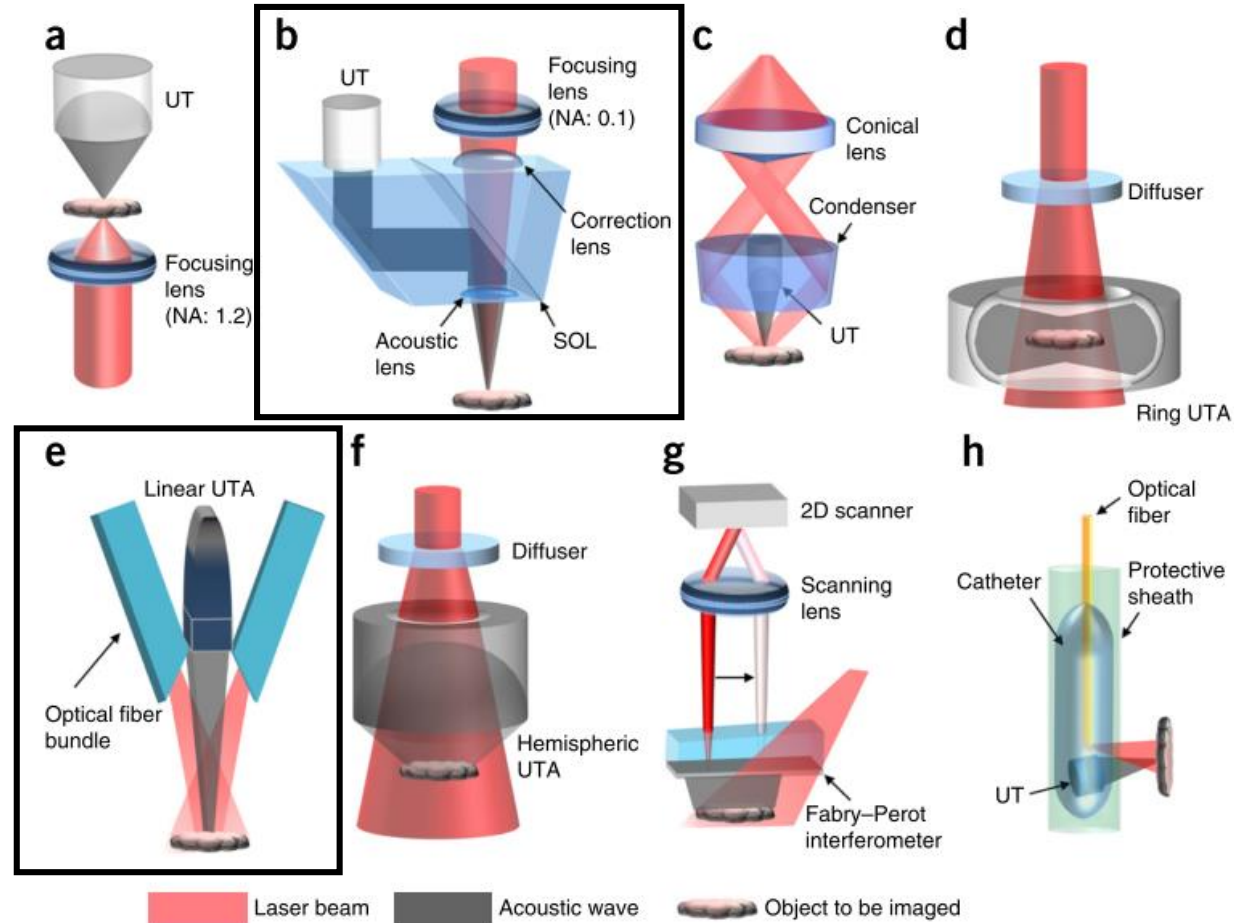 a
UT
Focusing
lens
(NA: 1.2)
b
UT
Focusing
lens
(NA: 0.1)
Correction
lens
Acoustic
lens
SOL
c
Conical
lens
Condenser
UT
d
Diffuser
Ring UTA
e
Linear UTA
Optical fiber
bundle
f
Diffuser
Hemispheric
UTA
g
2D scanner
Scanning
lens
Fabry–Perot
interferometer
h
Optical
fiber
Catheter
Protective
sheath
UT
Laser beam
Acoustic wave
Object to be imaged